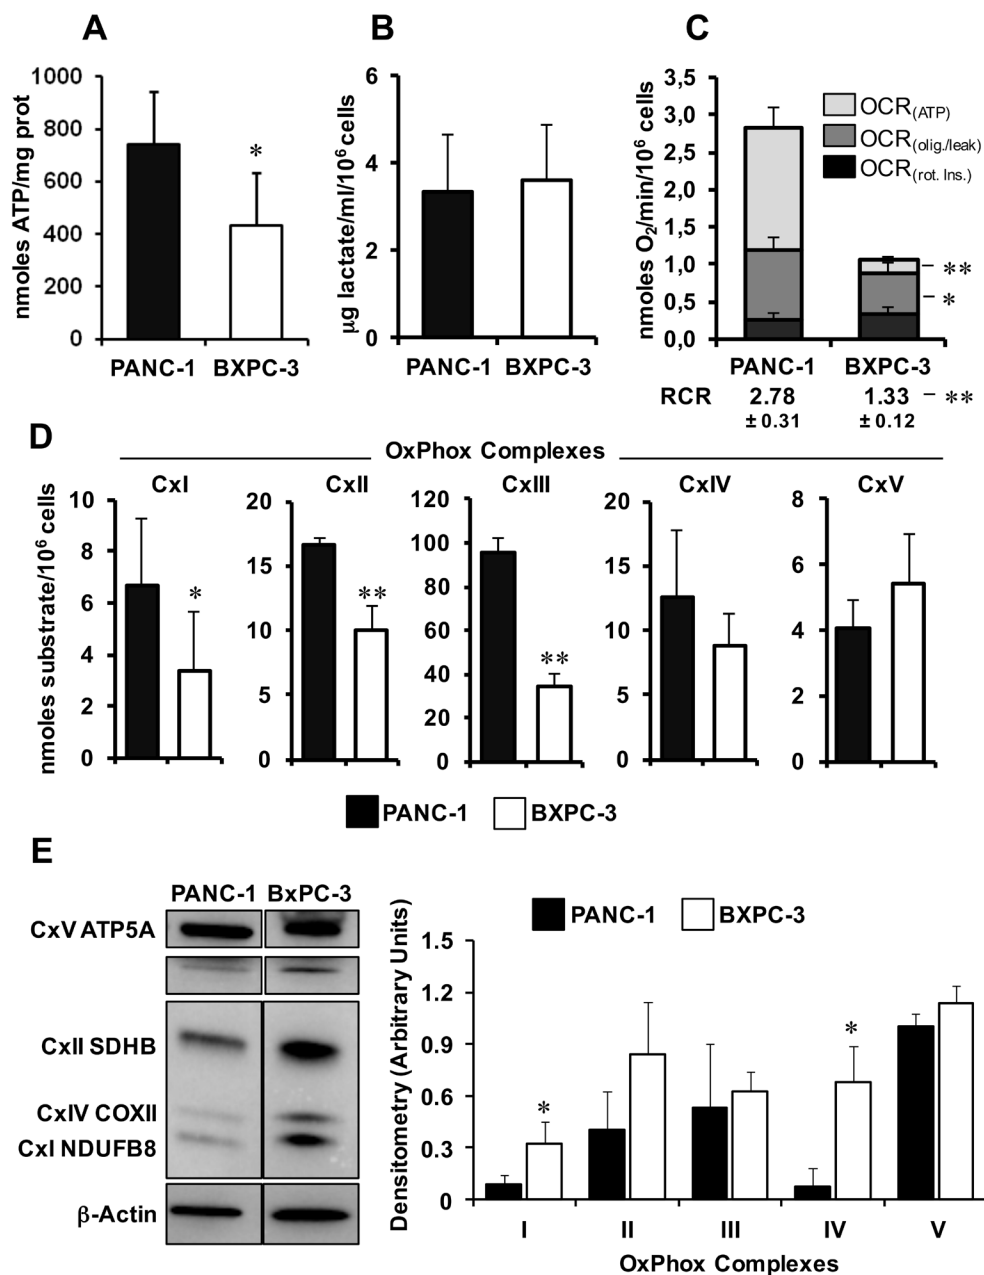 A
nmoles ATP/mg prot
1000
800
600
400
200
0
*
PANC-1 BXPC-3
B
µg lactate/ml/10⁶ cells
6
4
2
0
PANC-1 BXPC-3
C
nmoles O₂/min/10⁶ cells
3,5
3,0
2,5
2,0
1,5
1,0
0,5
0,0
OCR(ATP)
OCR(olig./leak)
OCR(rot. Ins.)
**
*
PANC-1 BXPC-3
RCR 2.78 1.33 **
± 0.31 ± 0.12
D
OxPhox Complexes
nmoles substrate/10⁶ cells
CxI
10
8
6
4
2
0
*
CxII
20
15
10
5
0
**
CxIII
120
100
80
60
40
20
0
**
CxIV
20
15
10
5
0
CxV
8
6
4
2
0
PANC-1 BXPC-3
E
PANC-1 BxPC-3
CxV ATP5A
CxII SDHB
CxIV COXII
CxI NDUFB8
β-Actin
PANC-1 BXPC-3
Densitometry (Arbitrary Units)
1.5
1.2
0.9
0.6
0.3
0
*
*
I II III IV V
OxPhox Complexes